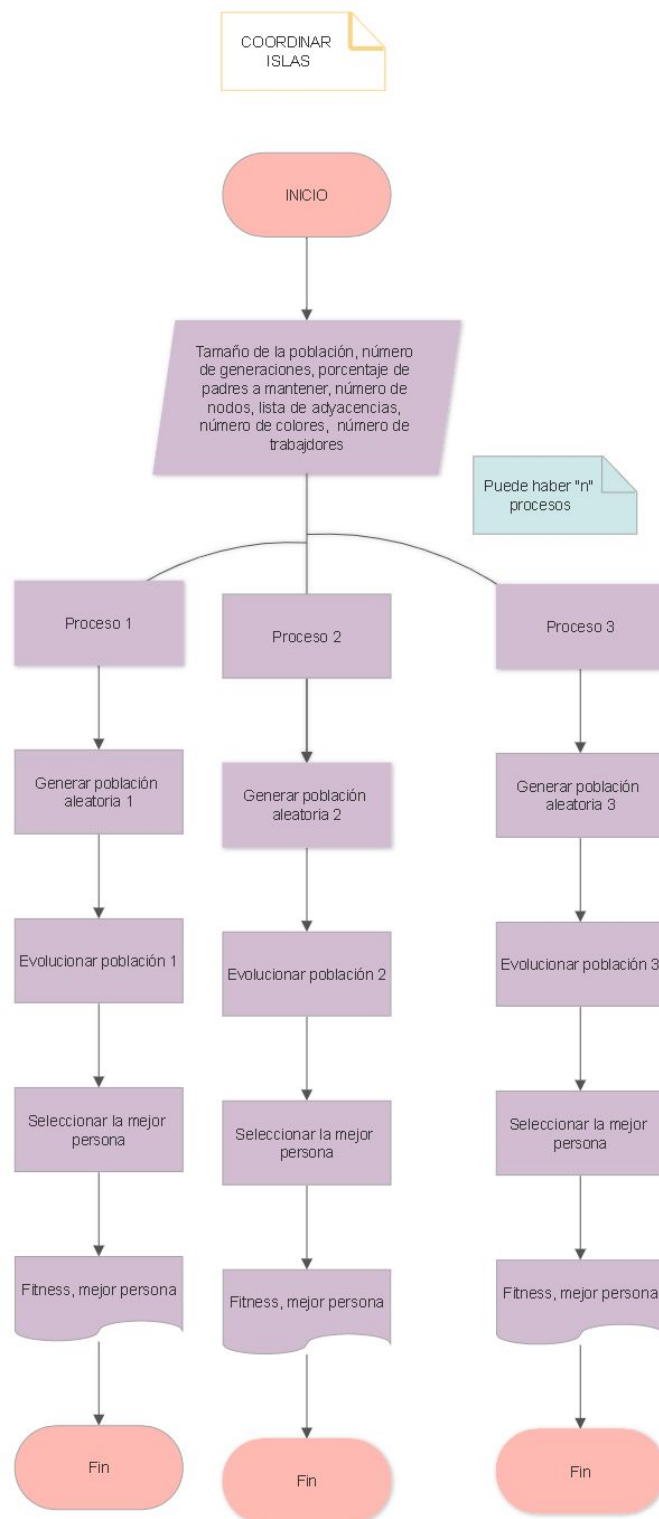 COORDINAR
ISLAS
INICIO
Tamaño de la población, número
de generaciones, porcentaje de
padres a mantener, número de
nodos, lista de adyacencias,
número de colores, número de
trabajdores
Puede haber "n"
procesos
Proceso 1
Proceso 2
Proceso 3
Generar población
aleatoria 1
Generar población
aleatoria 2
Generar población
aleatoria 3
Evolucionar población 1
Evolucionar población 2
Evolucionar población 3
Seleccionar la mejor
persona
Seleccionar la mejor
persona
Seleccionar la mejor
persona
Fitness, mejor persona
Fitness, mejor persona
Fitness, mejor persona
Fin
Fin
Fin